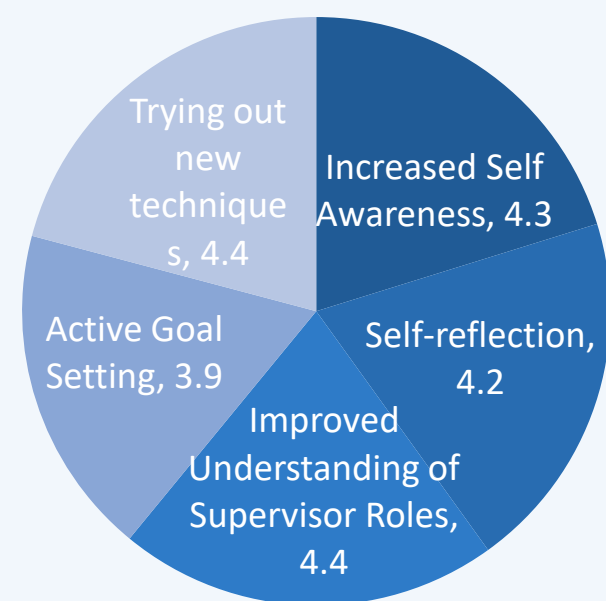 Trying out
new
technique
s, 4.4
Increased Self
Awareness, 4.3
Active Goal
Setting, 3.9
Self-reflection,
4.2
Improved
Understanding of
Supervisor Roles,
4.4